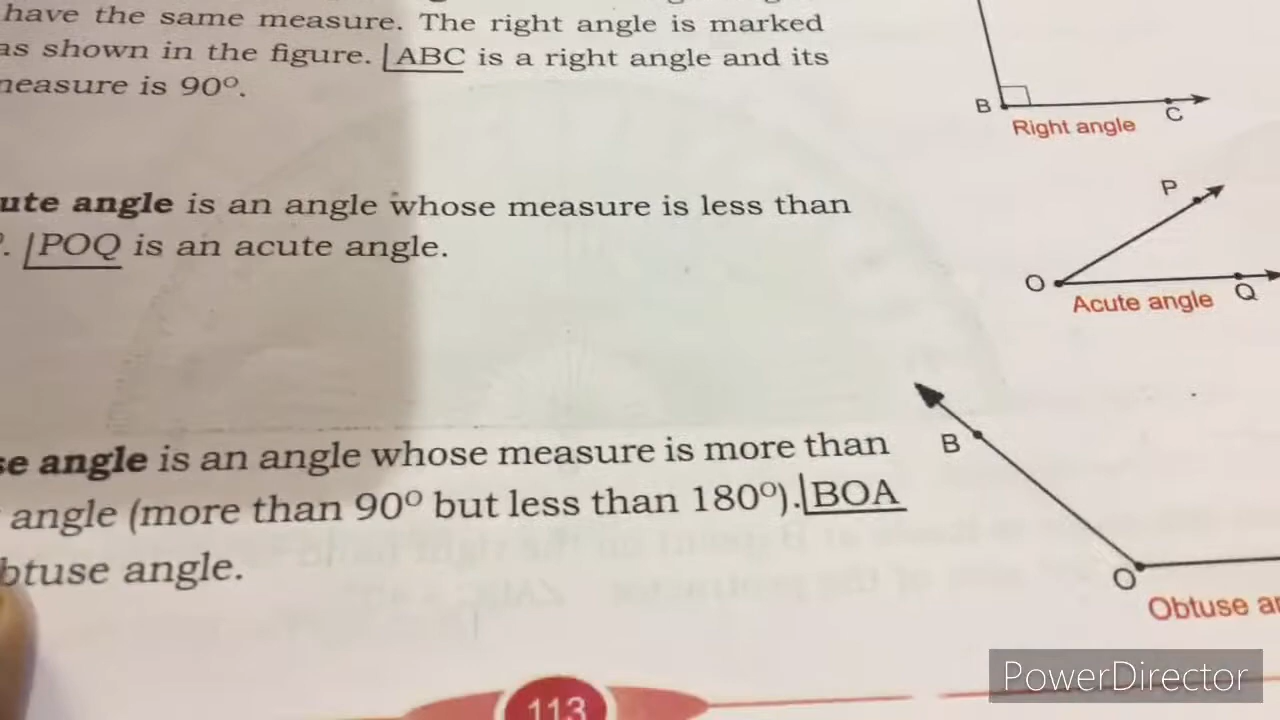 have the same measure. The right angle is marked
as shown in the figure. ABC is a right angle and its
measure is 90°.
B
C
Right angle
ute angle is an angle whose measure is less than
°. POQ is an acute angle.
P
O
Q
Acute angle
se angle is an angle whose measure is more than
angle (more than 90° but less than 180°). BOA
btuse angle.
B
O
Obtuse a
113
PowerDirector